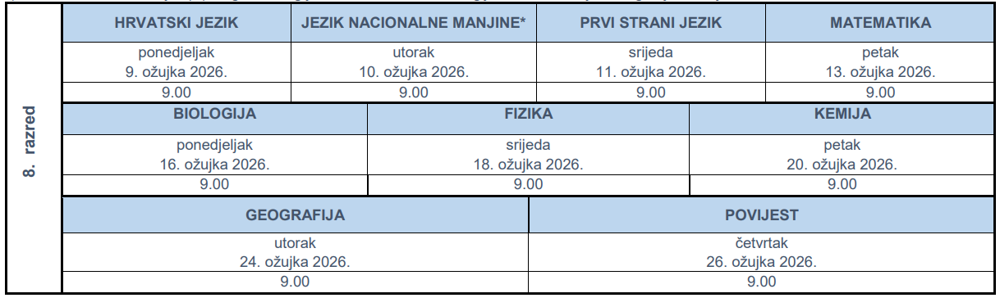 8. razred
HRVATSKI JEZIK JEZIK NACIONALNE MANJINE* PRVI STRANI JEZIK MATEMATIKA
ponedjeljak utorak srijeda petak
9. ožujka 2026. 10. ožujka 2026. 11. ožujka 2026. 13. ožujka 2026.
9.00 9.00 9.00 9.00
BIOLOGIJA FIZIKA KEMIJA
ponedjeljak srijeda petak
16. ožujka 2026. 18. ožujka 2026. 20. ožujka 2026.
9.00 9.00 9.00
GEOGRAFIJA POVIJEST
utorak četvrtak
24. ožujka 2026. 26. ožujka 2026.
9.00 9.00